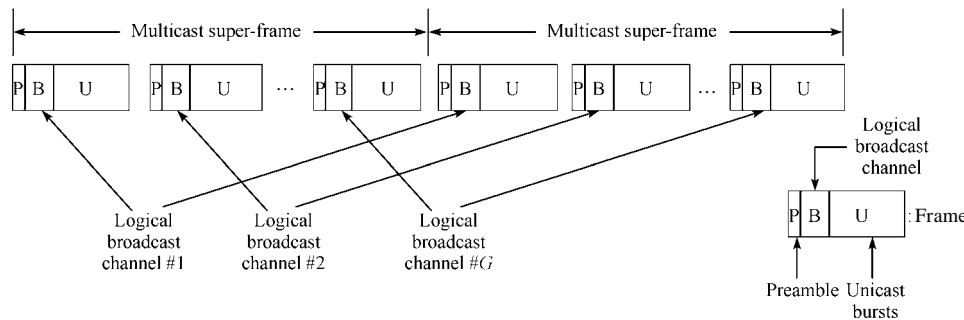 Multicast super-frame Multicast super-frame
P B U P B U ... P B U P B U P B U ... P B U
Logical
broadcast
channel
P B U : Frame
Logical
broadcast
channel #1
Logical
broadcast
channel #2
Logical
broadcast
channel #G
Preamble
Unicast
bursts